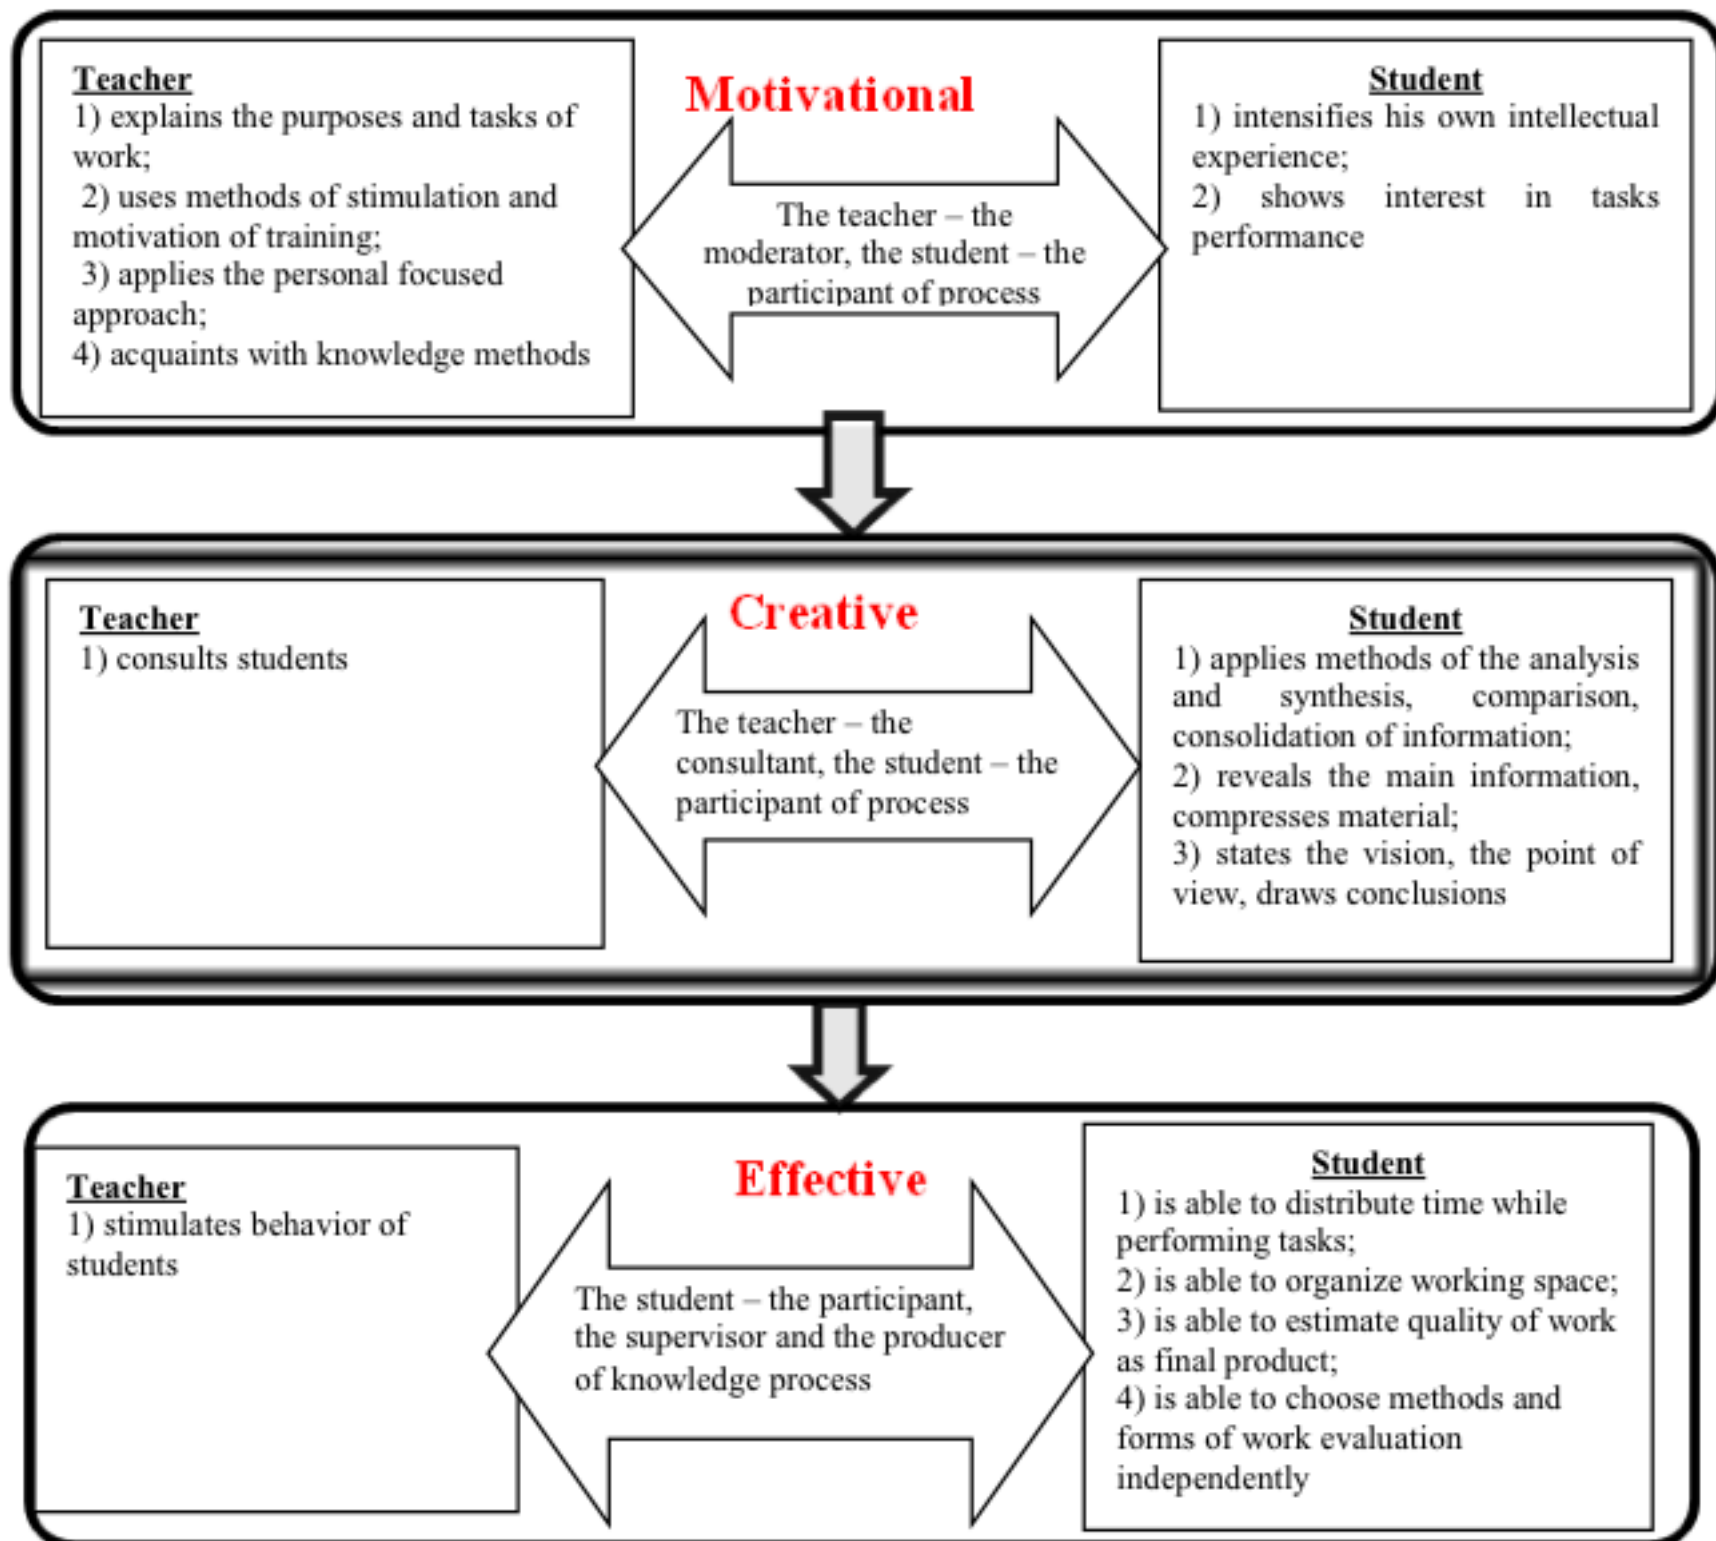 Motivational
Teacher
1) explains the purposes and tasks of
work;
2) uses methods of stimulation and
motivation of training;
3) applies the personal focused
approach;
4) acquaints with knowledge methods
The teacher – the
moderator, the student – the
participant of process
Student
1) intensifies his own intellectual
experience;
2) shows interest in tasks
performance
Creative
Teacher
1) consults students
The teacher – the
consultant, the student – the
participant of process
Student
1) applies methods of the analysis
and synthesis, comparison,
consolidation of information;
2) reveals the main information,
compresses material;
3) states the vision, the point of
view, draws conclusions
Effective
Teacher
1) stimulates behavior of
students
The student – the participant,
the supervisor and the producer
of knowledge process
Student
1) is able to distribute time while
performing tasks;
2) is able to organize working space;
3) is able to estimate quality of work
as final product;
4) is able to choose methods and
forms of work evaluation
independently